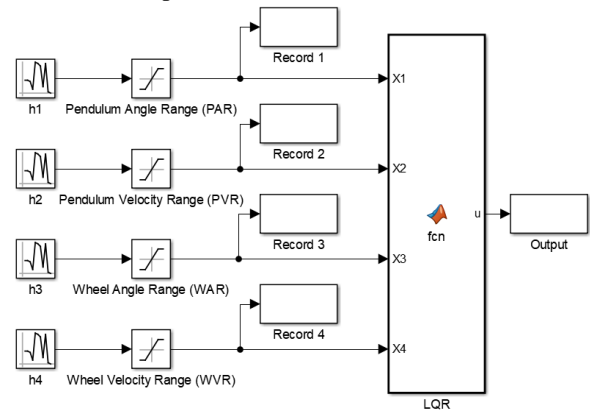 Record 1
X1
h1
Pendulum Angle Range (PAR)
Record 2
X2
h2
Pendulum Velocity Range (PVR)
u
fcn
Output
Record 3
X3
h3
Wheel Angle Range (WAR)
Record 4
X4
h4
Wheel Velocity Range (WVR)
LQR